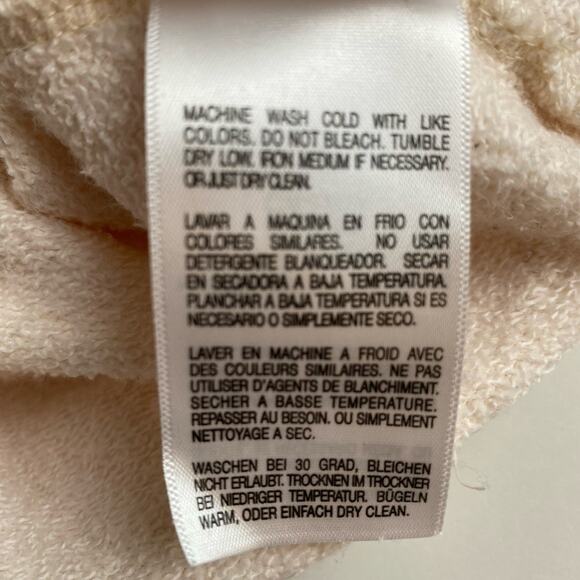 MACHINE WASH COLD WITH LIKE
COLORS. DO NOT BLEACH. TUMBLE
DRY LOW. IRON MEDIUM IF NECESSARY.
OR JUST DRY CLEAN.
LAVAR A MAQUINA EN FRIO CON
COLORES SIMILARES. NO USAR
DETERGENTE BLANQUEADOR. SECAR
EN SECADORA A BAJA TEMPERATURA.
PLANCHAR A BAJA TEMPERATURA SI ES
NECESARIO O SIMPLEMENTE SECO.
LAVER EN MACHINE A FROID AVEC
DES COULEURS SIMILAIRES. NE PAS
UTILISER D'AGENTS DE BLANCHIMENT.
SECHER A BASSE TEMPERATURE.
REPASSER AU BESOIN. OU SIMPLEMENT
NETTOYAGE A SEC.
WASCHEN BEI 30 GRAD, BLEICHEN
NICHT ERLAUBT. TROCKNEN IM TROCKNER
BEI NIEDRIGER TEMPERATUR. BÜGELN
WARM, ODER EINFACH DRY CLEAN.